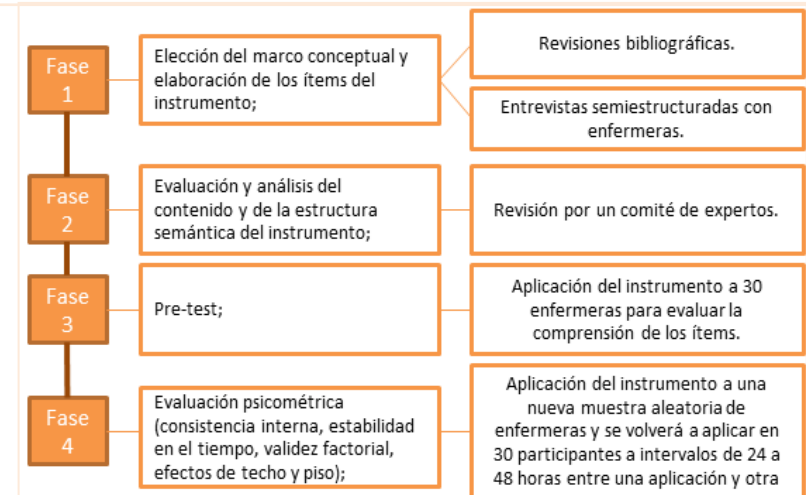 Fase
1
Elección del marco conceptual y
elaboración de los ítems del
instrumento;
Revisiones bibliográficas.
Entrevistas semiestructuradas con
enfermeras.
Fase
2
Evaluación y análisis del
contenido y de la estructura
semántica del instrumento;
Revisión por un comité de expertos.
Fase
3
Pre-test;
Aplicación del instrumento a 30
enfermeras para evaluar la
comprensión de los ítems.
Fase
4
Evaluación psicométrica
(consistencia interna, estabilidad
en el tiempo, validez factorial,
efectos de techo y piso);
Aplicación del instrumento a una
nueva muestra aleatoria de
enfermeras y se volverá a aplicar en
30 participantes a intervalos de 24 a
48 horas entre una aplicación y otra